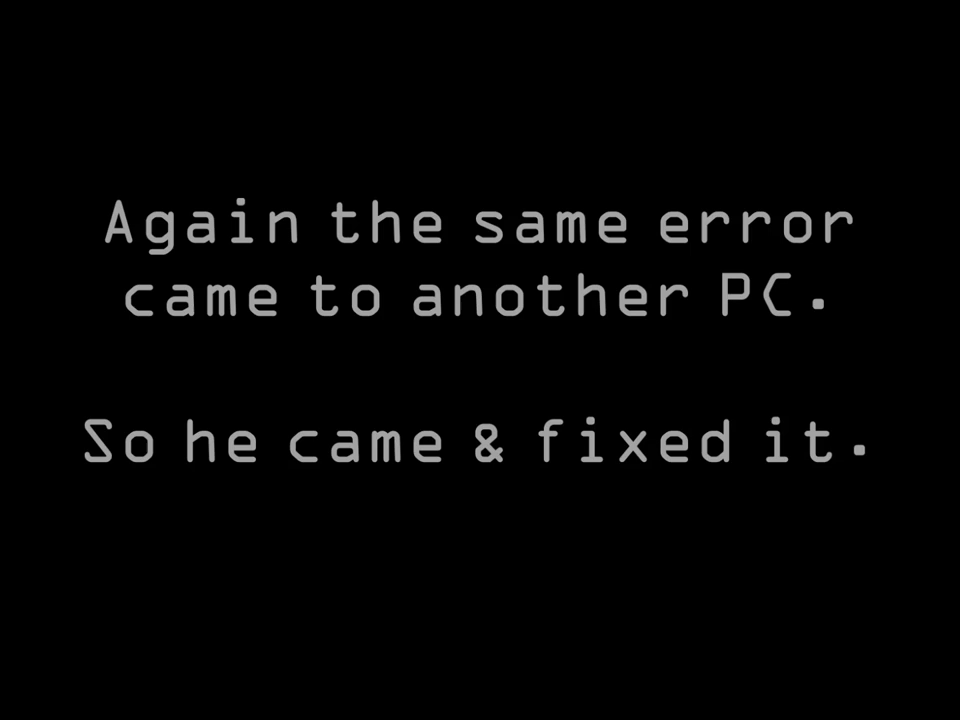 Again the same error
came to another PC.
So he came & fixed it.